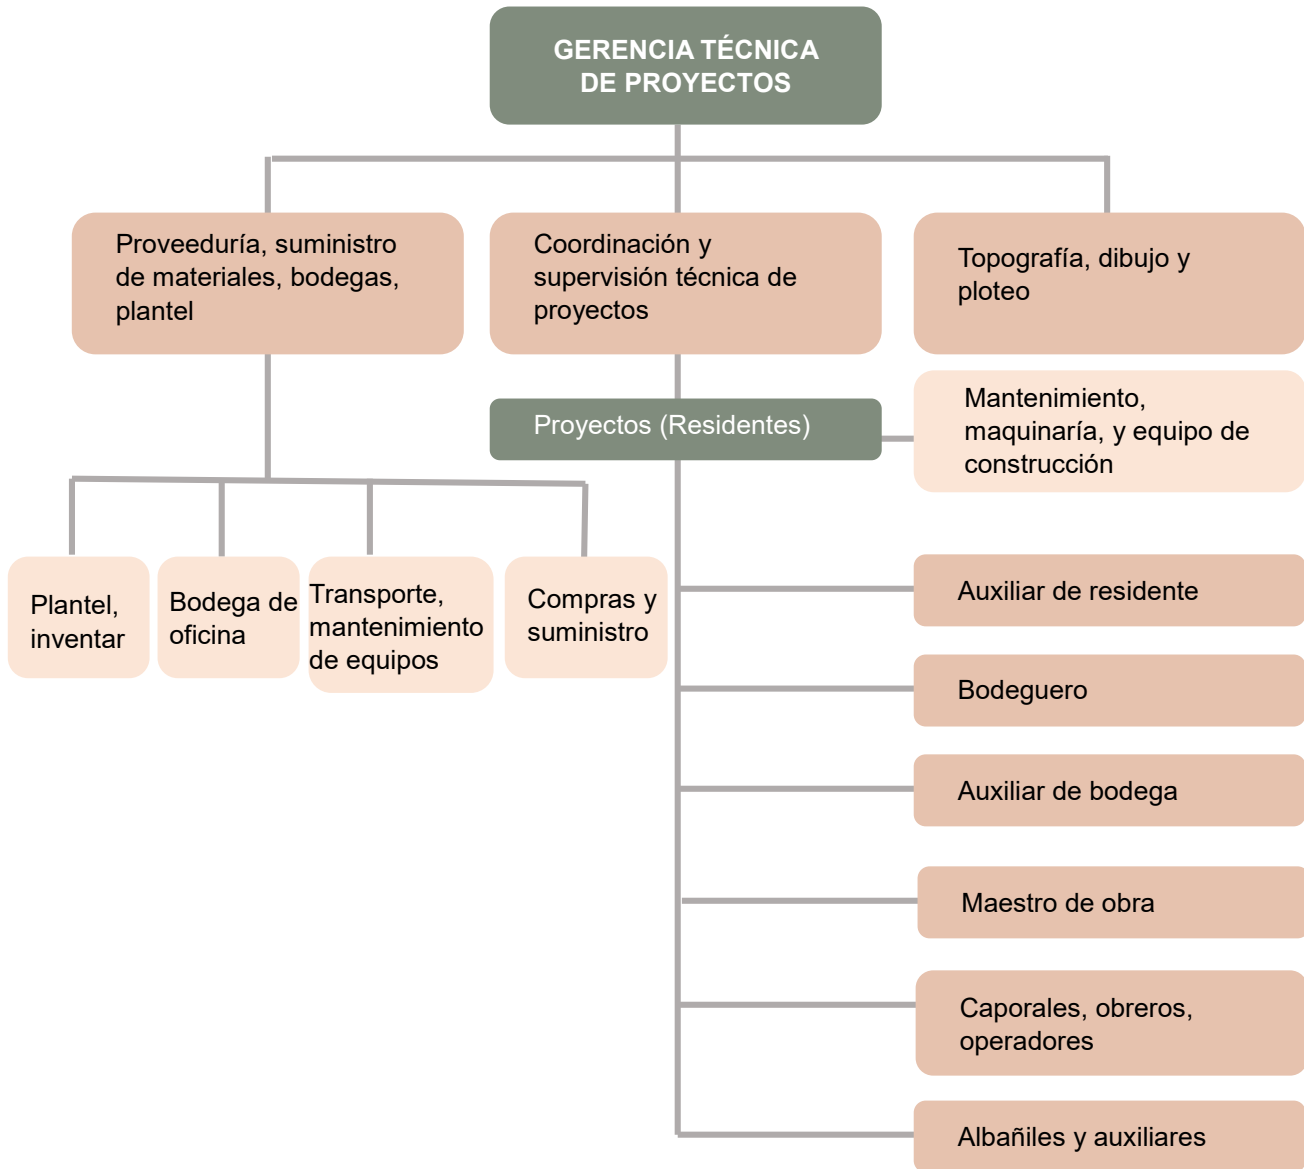 GERENCIA TÉCNICA
DE PROYECTOS
Proveeduría, suministro
de materiales, bodegas,
plantel
Coordinación y
supervisión técnica de
proyectos
Topografía, dibujo y
ploteo
Proyectos (Residentes)
Mantenimiento,
maquinaría, y equipo de
construcción
Plantel,
inventar
Bodega de
oficina
Transporte,
mantenimiento
de equipos
Compras y
suministro
Auxiliar de residente
Bodeguero
Auxiliar de bodega
Maestro de obra
Caporales, obreros,
operadores
Albañiles y auxiliares